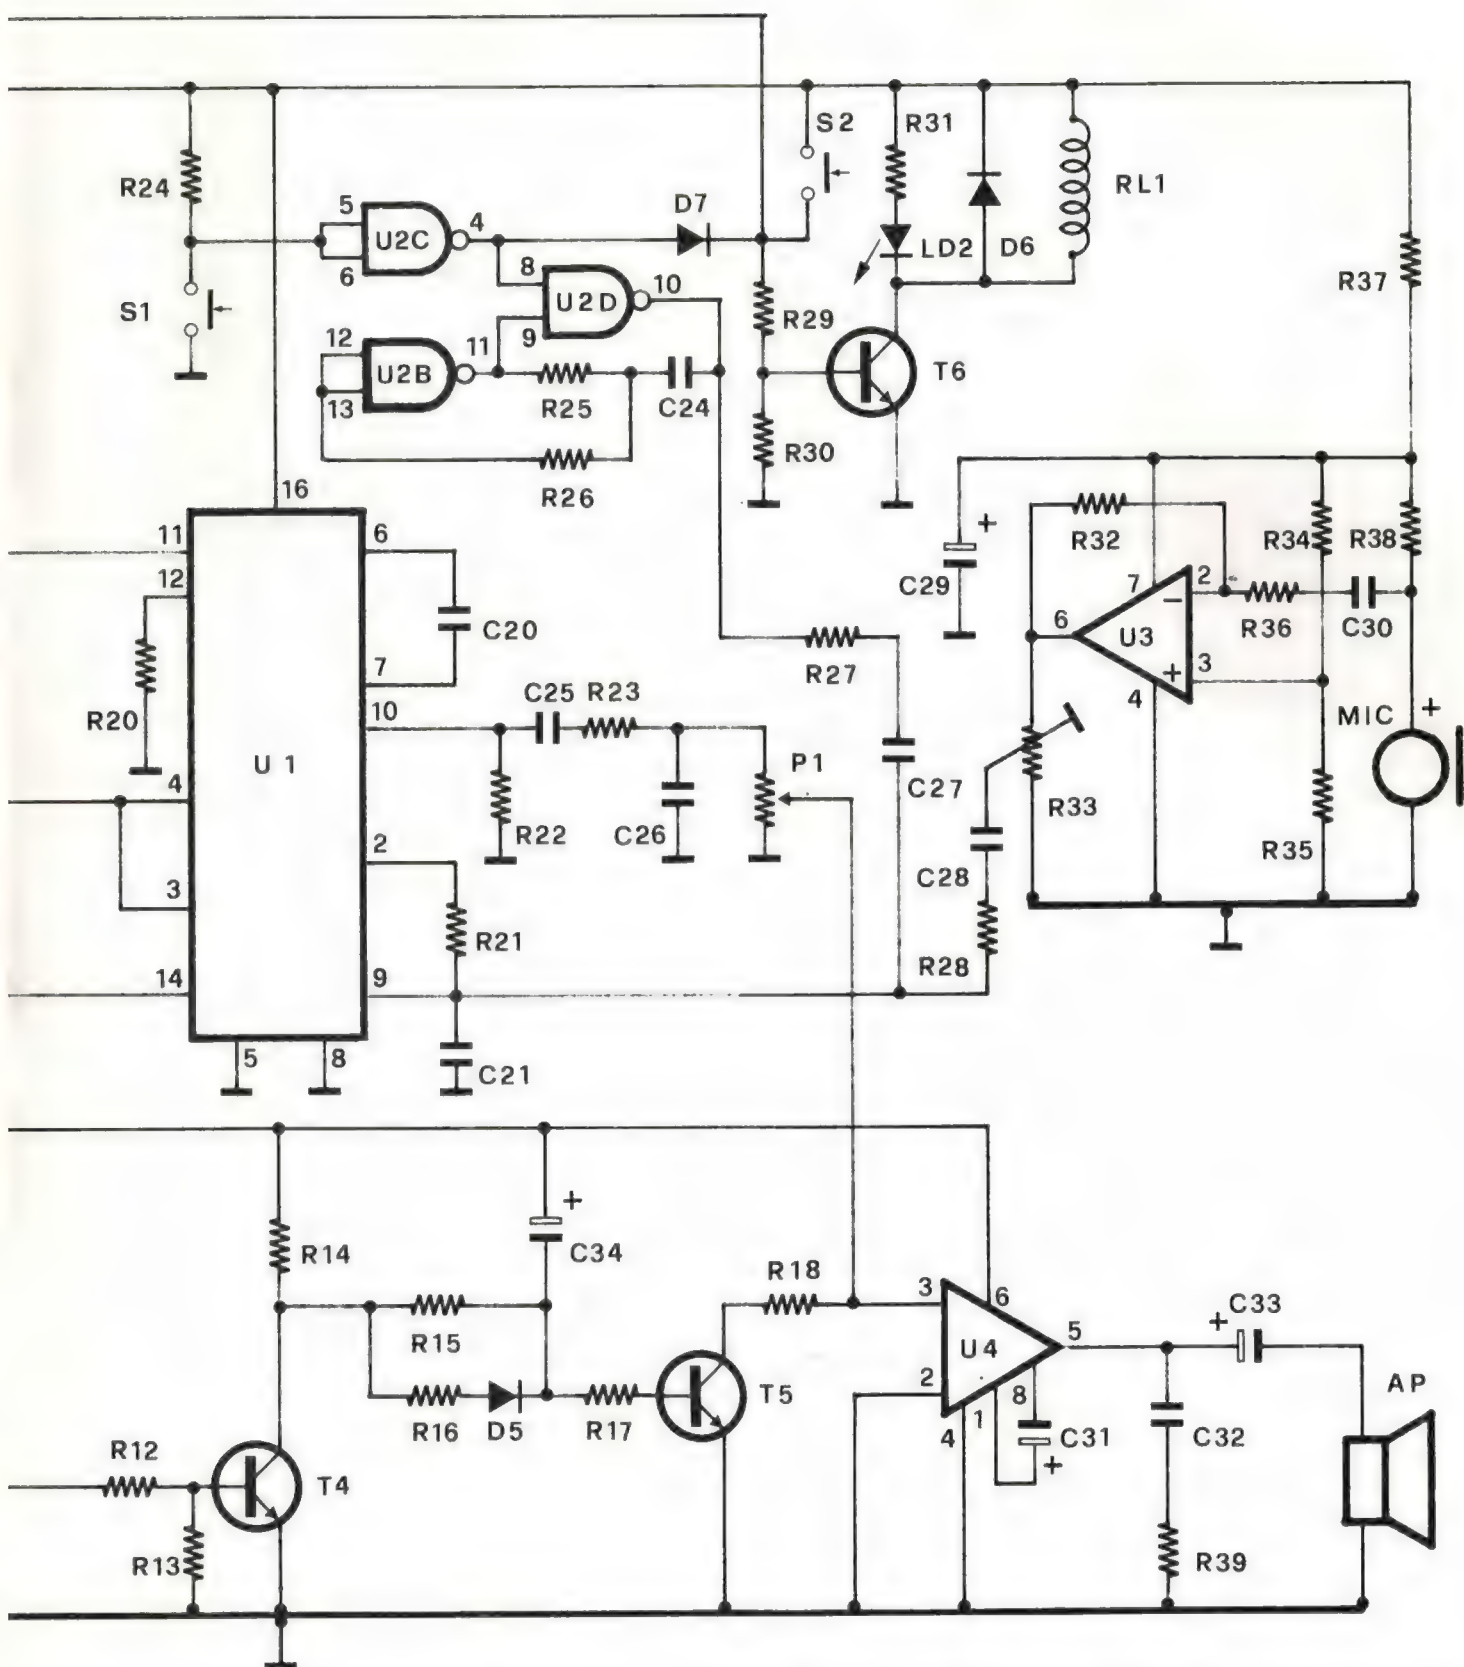 S2
R31
R24
5
6
U2C
4
D7
RL1
8
9
U2D
10
LD2
D6
R37
S1
12
13
U2B
11
R29
T6
R25
C24
R30
R26
16
+
R32
R34
R38
11
6
C29
7
2
−
12
C20
6
U3
R36
C30
R27
+
3
7
4
R20
C25
R23
MIC
+
10
U1
P1
4
C27
R33
R22
C26
2
C28
R35
3
R21
R28
14
9
5
8
C21
+
R14
C34
R18
3
6
C33
+
R15
U4
5
2
AP
T5
8
R16
D5
R17
1
4
C31
C32
+
R12
T4
R13
R39